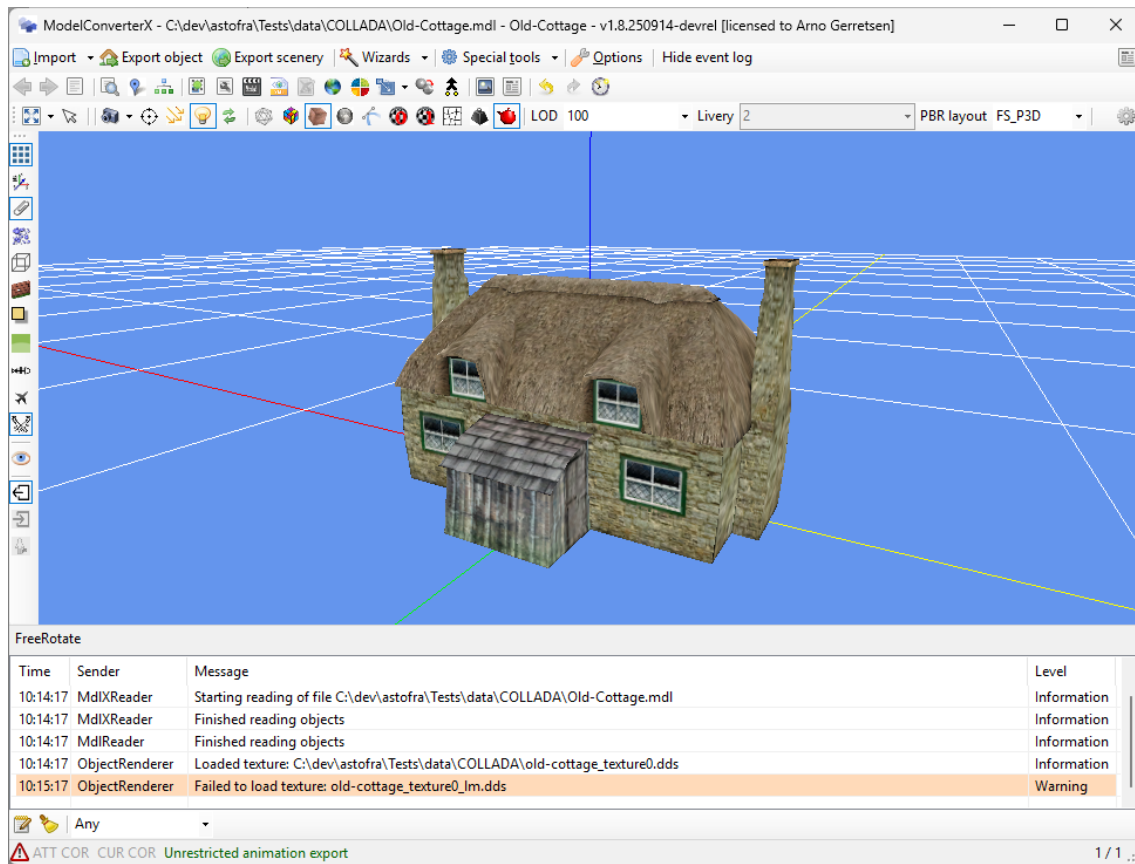 ModelConverterX - C:\dev\astofra\Tests\data\COLLADA\Old-Cottage.mdl - Old-Cottage - v1.8.250914-devrel [licensed to Arno Gerretsen]
Import Export object Export scenery Wizards Special tools Options Hide event log
LOD 100 Livery 2 PBR layout FS_P3D
FreeRotate
Time Sender Message Level
10:14:17 MdlXReader Starting reading of file C:\dev\astofra\Tests\data\COLLADA\Old-Cottage.mdl Information
10:14:17 MdlXReader Finished reading objects Information
10:14:17 MdlReader Finished reading objects Information
10:14:17 ObjectRenderer Loaded texture: C:\dev\astofra\Tests\data\COLLADA\old-cottage_texture0.dds Information
10:15:17 ObjectRenderer Failed to load texture: old-cottage_texture0_lm.dds Warning
Any
ATT COR CUR COR Unrestricted animation export 1 / 1